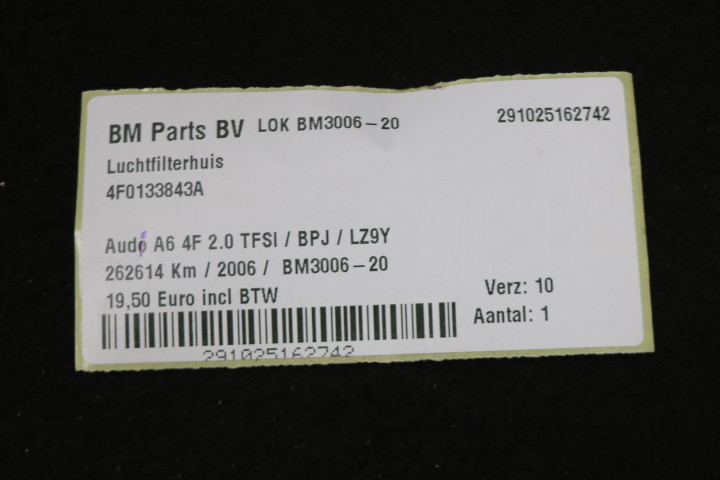 BM Parts BV LOK BM3006-20 291025162742
Luchtfilterhuis
4F0133843A
Audi A6 4F 2.0 TFSI / BPJ / LZ9Y
262614 Km / 2006 / BM3006-20
19,50 Euro incl BTW
Verz: 10
Aantal: 1
291025162742